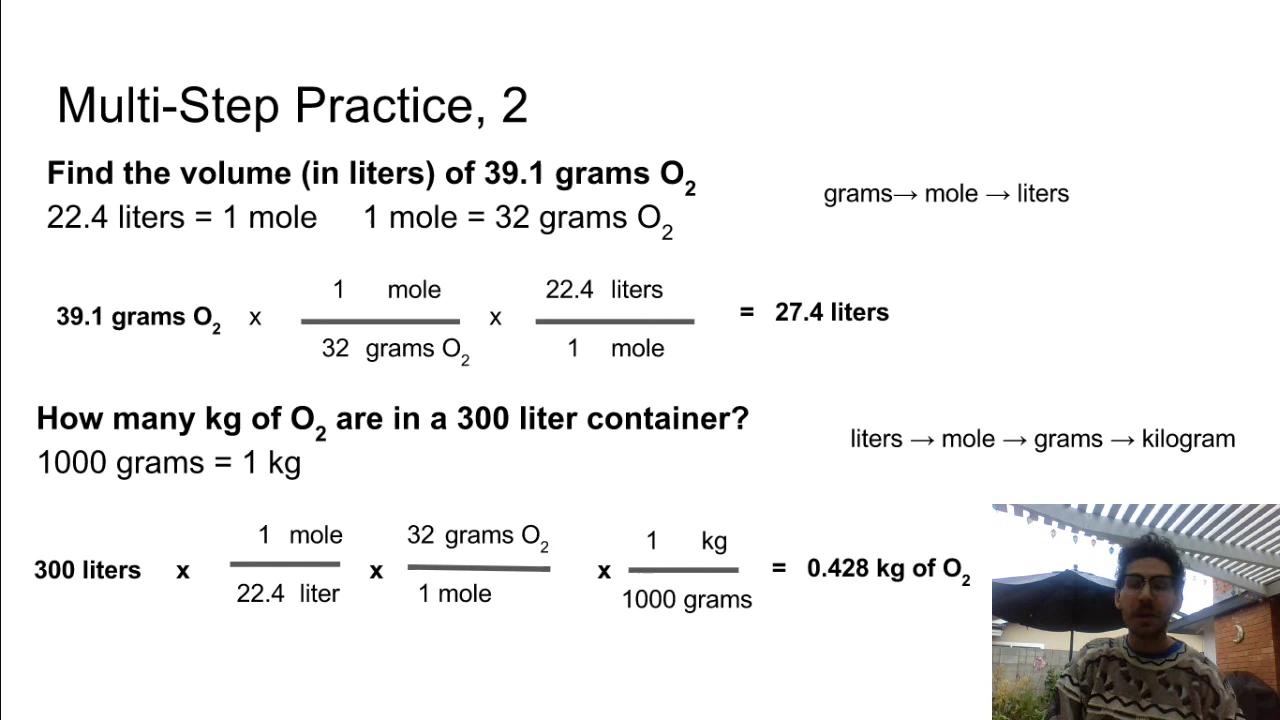 Multi-Step Practice, 2
Find the volume (in liters) of 39.1 grams O2
22.4 liters = 1 mole 1 mole = 32 grams O2
grams→ mole → liters
39.1 grams O2 x 1 mole x 22.4 liters = 27.4 liters
32 grams O2 1 mole
How many kg of O2 are in a 300 liter container?
1000 grams = 1 kg
liters → mole → grams → kilogram
300 liters x 1 mole x 32 grams O2 x 1 kg = 0.428 kg of O2
22.4 liter 1 mole 1000 grams